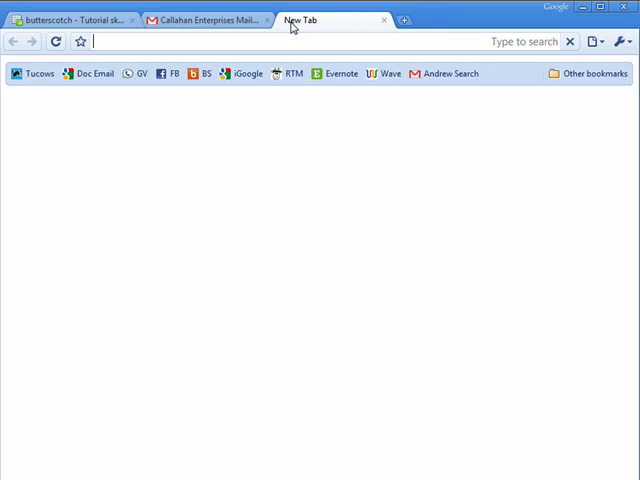 Google
butterscotch - Tutorial sk... Callahan Enterprises Mail... New Tab
Type to search
Tucows Doc Email GV FB BS iGoogle RTM Evernote Wave Andrew Search Other bookmarks